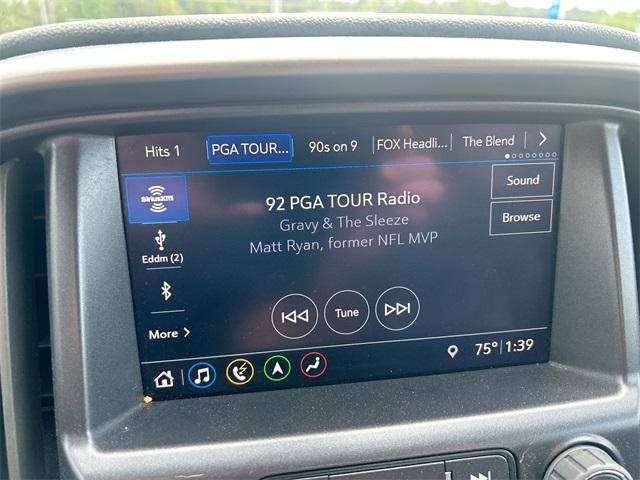 Hits 1 PGA TOUR... 90s on 9 FOX Headli... The Blend
SiriusXM
92 PGA TOUR Radio
Gravy & The Sleeze
Matt Ryan, former NFL MVP
Sound
Browse
Eddm (2)
Tune
More
75° 1:39